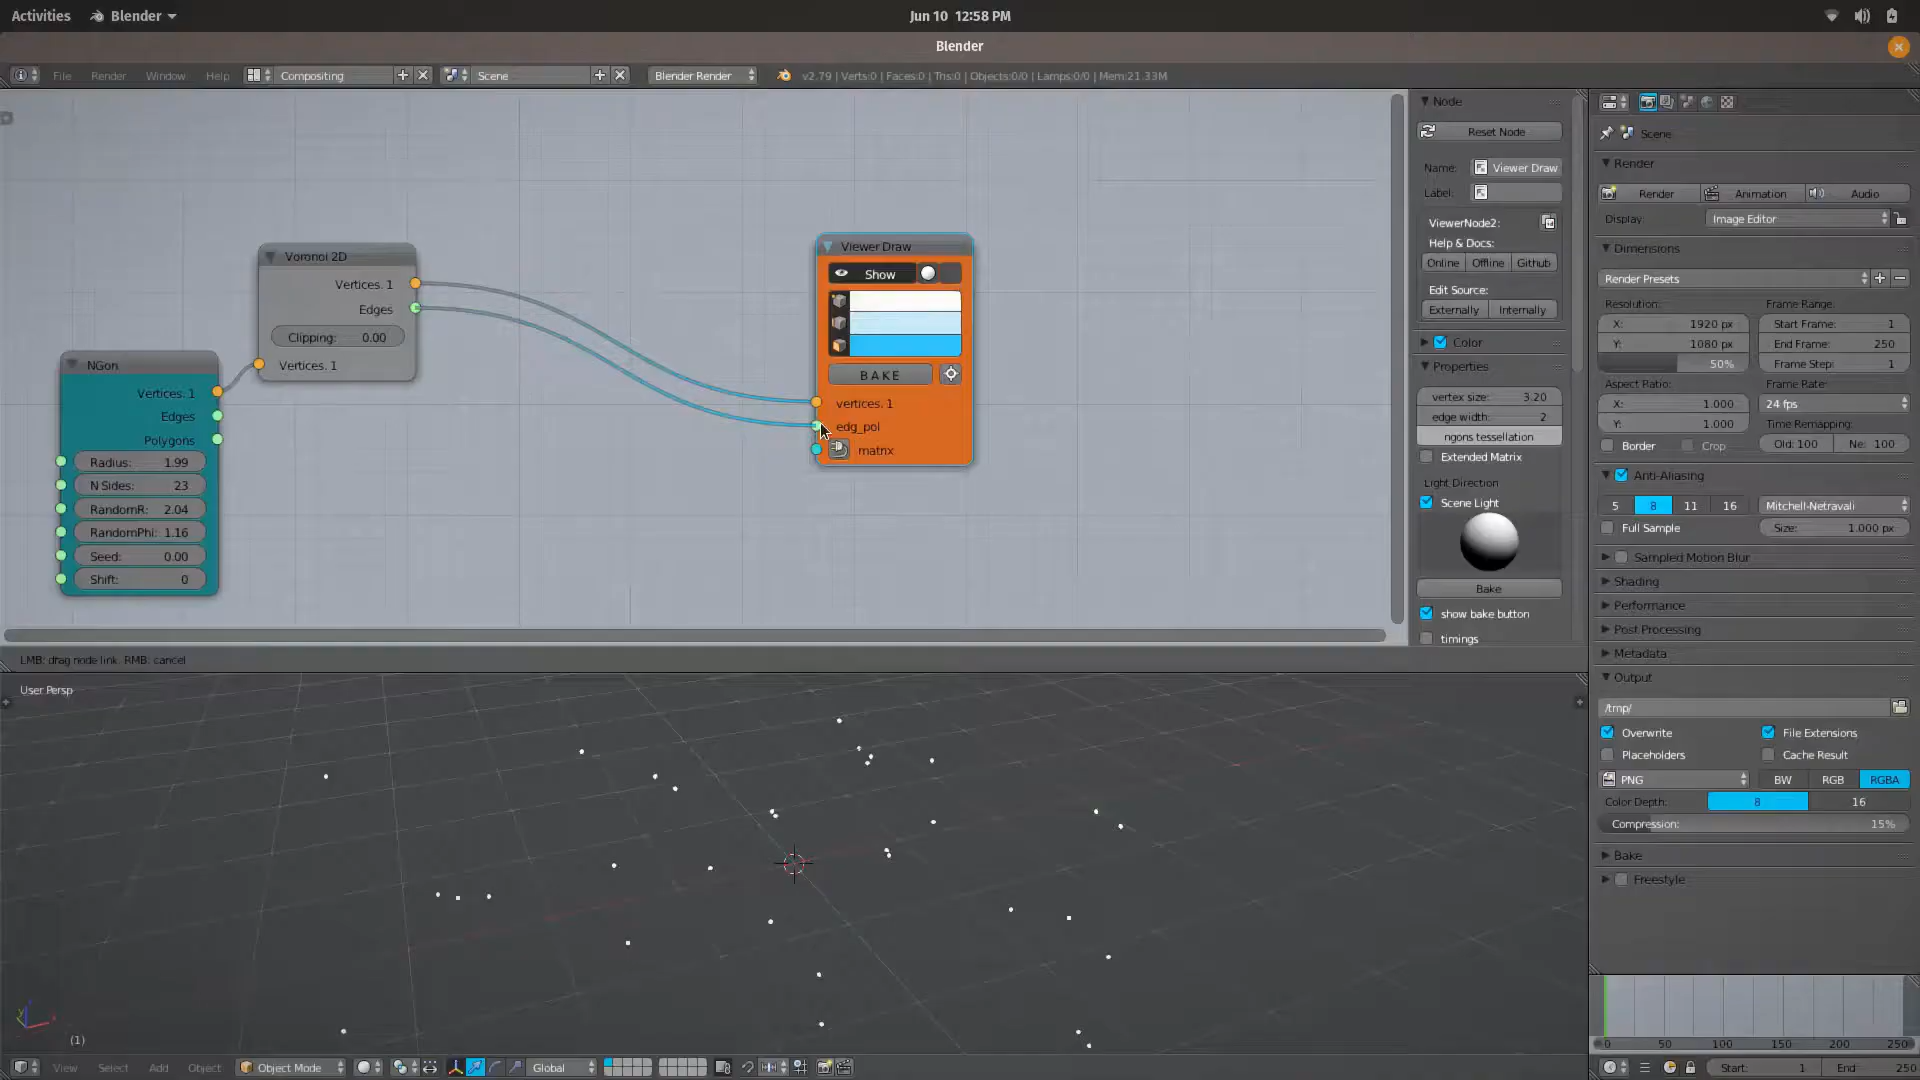 Activities
Blender
Jun 10 12:58 PM
Blender
File
Render
Window
Help
Compositing
Scene
Blender Render
v2.79 | Verts:0 | Faces:0 | Tris:0 | Objects:0/0 | Lamps:0/0 | Mem:21.33M
Voronoi 2D
Vertices. 1
Edges
Clipping: 0.00
Vertices. 1
NGon
Vertices. 1
Edges
Polygons
Radius: 1.99
N Sides: 23
RandomR: 2.04
RandomPhi: 1.16
Seed: 0.00
Shift: 0
Viewer Draw
Show
BAKE
vertices. 1
edg_pol
matrix
Node
Reset Node
Name: Viewer Draw
Label:
ViewerNode2:
Help & Docs:
Online Offline Github
Edit Source:
Externally Internally
Color
Properties
vertex size: 3.20
edge width: 2
ngons tessellation
Extended Matrix
Light Direction
Scene Light
Bake
show bake button
timings
Scene
Render
Render Animation Audio
Display: Image Editor
Dimensions
Render Presets
Resolution: Frame Range:
X: 1920 px Start Frame: 1
Y: 1080 px End Frame: 250
50% Frame Step: 1
Aspect Ratio: Frame Rate:
X: 1.000 24 fps
Y: 1.000 Time Remapping:
Border Crop Old: 100 Ne: 100
Anti-Aliasing
5 8 11 16 Mitchell-Netravali
Full Sample Size: 1.000 px
Sampled Motion Blur
Shading
Performance
Post Processing
Metadata
Output
/tmp/
Overwrite File Extensions
Placeholders Cache Result
PNG BW RGB RGBA
Color Depth: 8 16
Compression: 15%
Bake
Freestyle
LMB: drag node link. RMB: cancel
User Persp
(1)
View Select Add Object Object Mode Global
0 50 100 150 200 250
Start: 1 End: 250